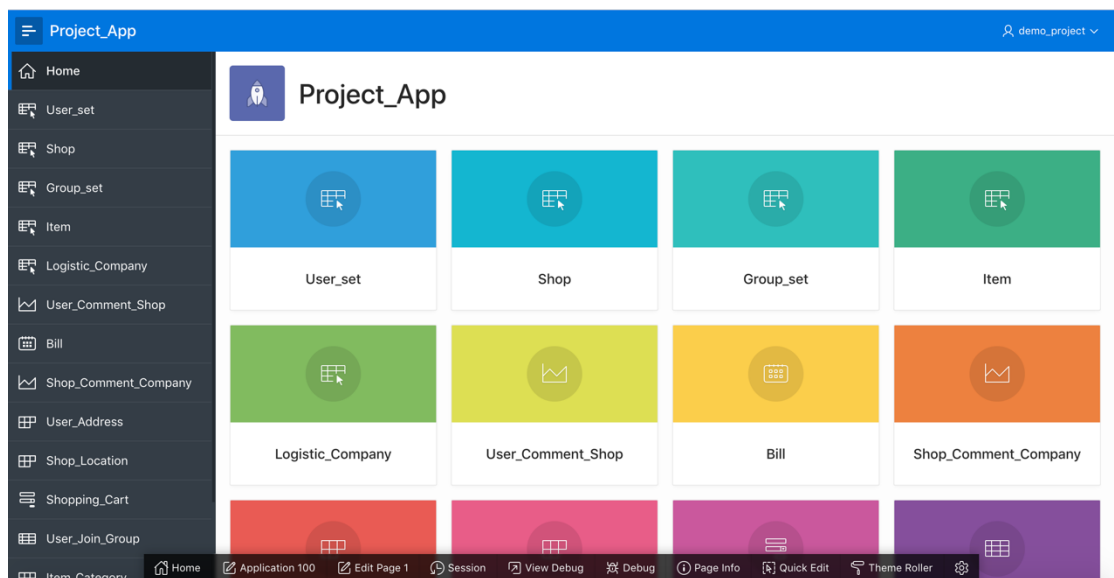 Project_App
demo_project
Home
User_set
Shop
Group_set
Item
Logistic_Company
User_Comment_Shop
Bill
Shop_Comment_Company
User_Address
Shop_Location
Shopping_Cart
User_Join_Group
Item_Category
Project_App
User_set
Shop
Group_set
Item
Logistic_Company
User_Comment_Shop
Bill
Shop_Comment_Company
Home
Application 100
Edit Page 1
Session
View Debug
Debug
Page Info
Quick Edit
Theme Roller